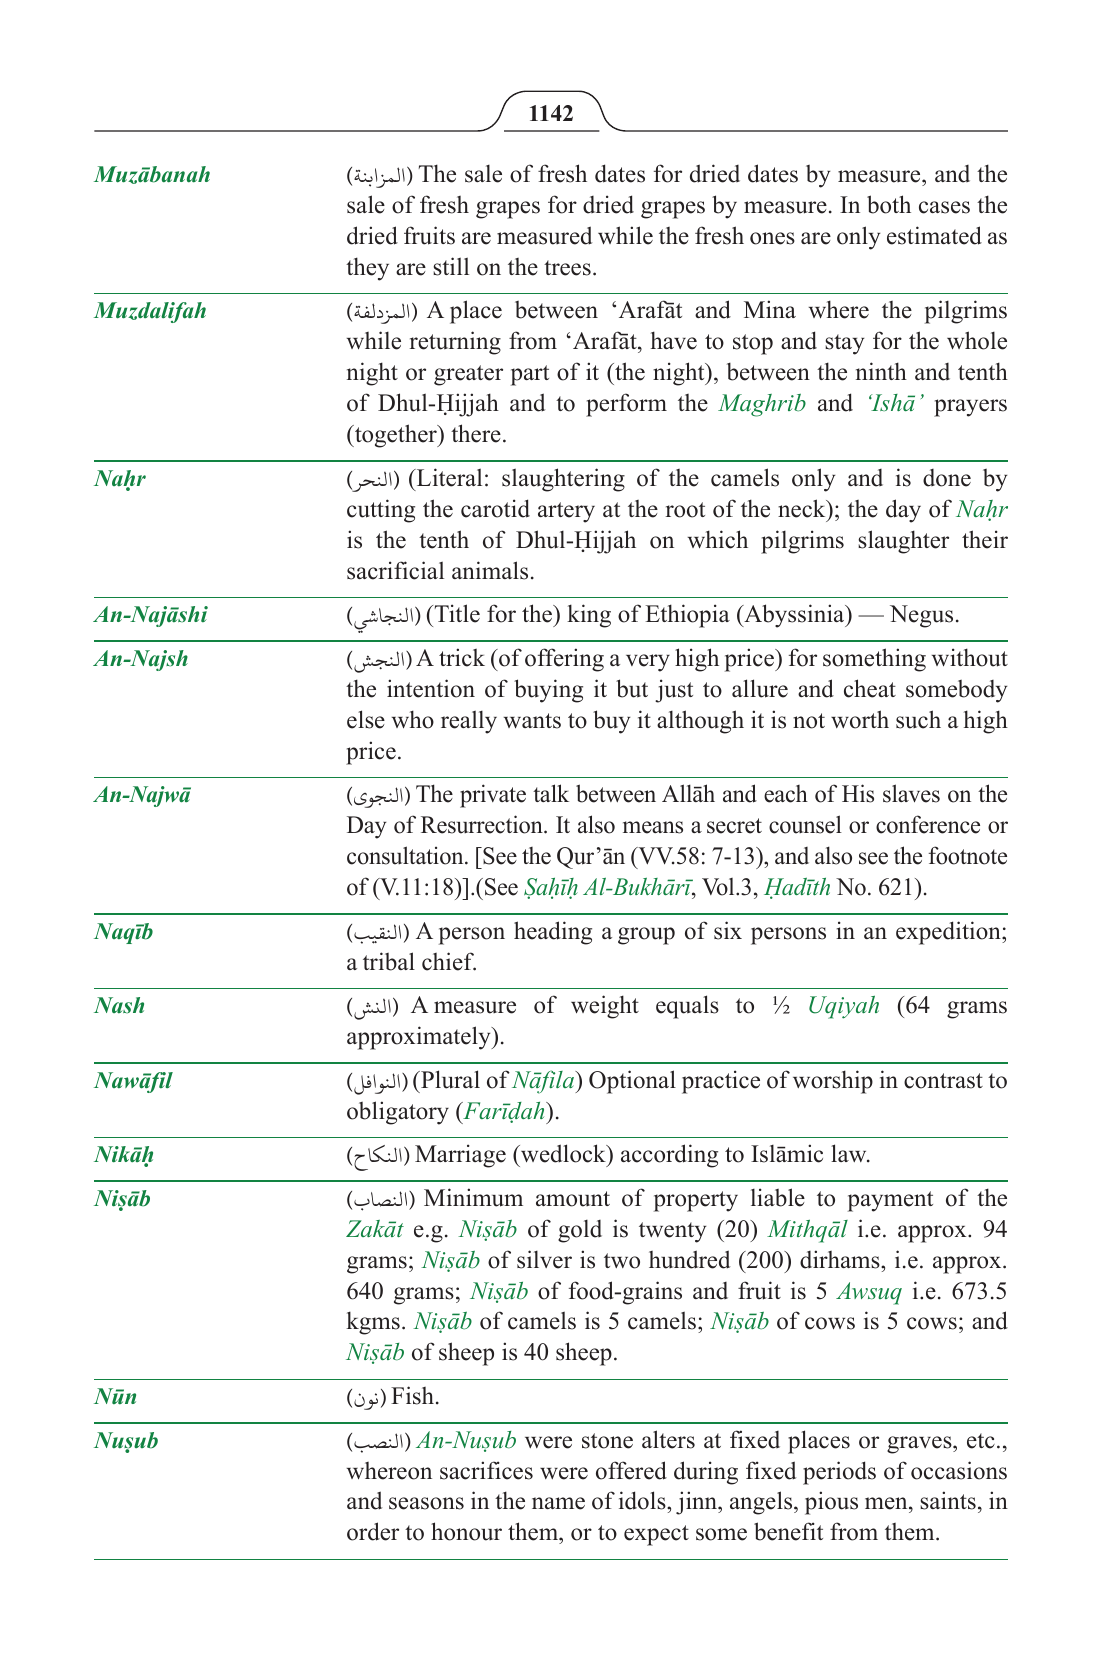 1142
Muzābanah (المزابنة) The sale of fresh dates for dried dates by measure, and the
sale of fresh grapes for dried grapes by measure. In both cases the
dried fruits are measured while the fresh ones are only estimated as
they are still on the trees.
Muzdalifah (المزدلفة) A place between ‘Arafāt and Mina where the pilgrims
while returning from ‘Arafāt, have to stop and stay for the whole
night or greater part of it (the night), between the ninth and tenth
of Dhul-Ḥijjah and to perform the Maghrib and ‘Ishā’ prayers
(together) there.
Naḥr (النحر) (Literal: slaughtering of the camels only and is done by
cutting the carotid artery at the root of the neck); the day of Naḥr
is the tenth of Dhul-Ḥijjah on which pilgrims slaughter their
sacrificial animals.
An-Najāshi (النجاشي) (Title for the) king of Ethiopia (Abyssinia) — Negus.
An-Najsh (النجش) A trick (of offering a very high price) for something without
the intention of buying it but just to allure and cheat somebody
else who really wants to buy it although it is not worth such a high
price.
An-Najwā (النجوى) The private talk between Allāh and each of His slaves on the
Day of Resurrection. It also means a secret counsel or conference or
consultation. [See the Qur’ān (VV.58: 7-13), and also see the footnote
of (V.11:18)].(See Ṣaḥīḥ Al-Bukhārī, Vol.3, Ḥadīth No. 621).
Naqīb (النقيب) A person heading a group of six persons in an expedition;
a tribal chief.
Nash (النش) A measure of weight equals to ½ Uqiyah (64 grams
approximately).
Nawāfil (النوافل) (Plural of Nāfila) Optional practice of worship in contrast to
obligatory (Farīḍah).
Nikāḥ (النكاح) Marriage (wedlock) according to Islāmic law.
Niṣāb (النصاب) Minimum amount of property liable to payment of the
Zakāt e.g. Niṣāb of gold is twenty (20) Mithqāl i.e. approx. 94
grams; Niṣāb of silver is two hundred (200) dirhams, i.e. approx.
640 grams; Niṣāb of food-grains and fruit is 5 Awsuq i.e. 673.5
kgms. Niṣāb of camels is 5 camels; Niṣāb of cows is 5 cows; and
Niṣāb of sheep is 40 sheep.
Nūn (نون) Fish.
Nuṣub (النصب) An-Nuṣub were stone alters at fixed places or graves, etc.,
whereon sacrifices were offered during fixed periods of occasions
and seasons in the name of idols, jinn, angels, pious men, saints, in
order to honour them, or to expect some benefit from them.